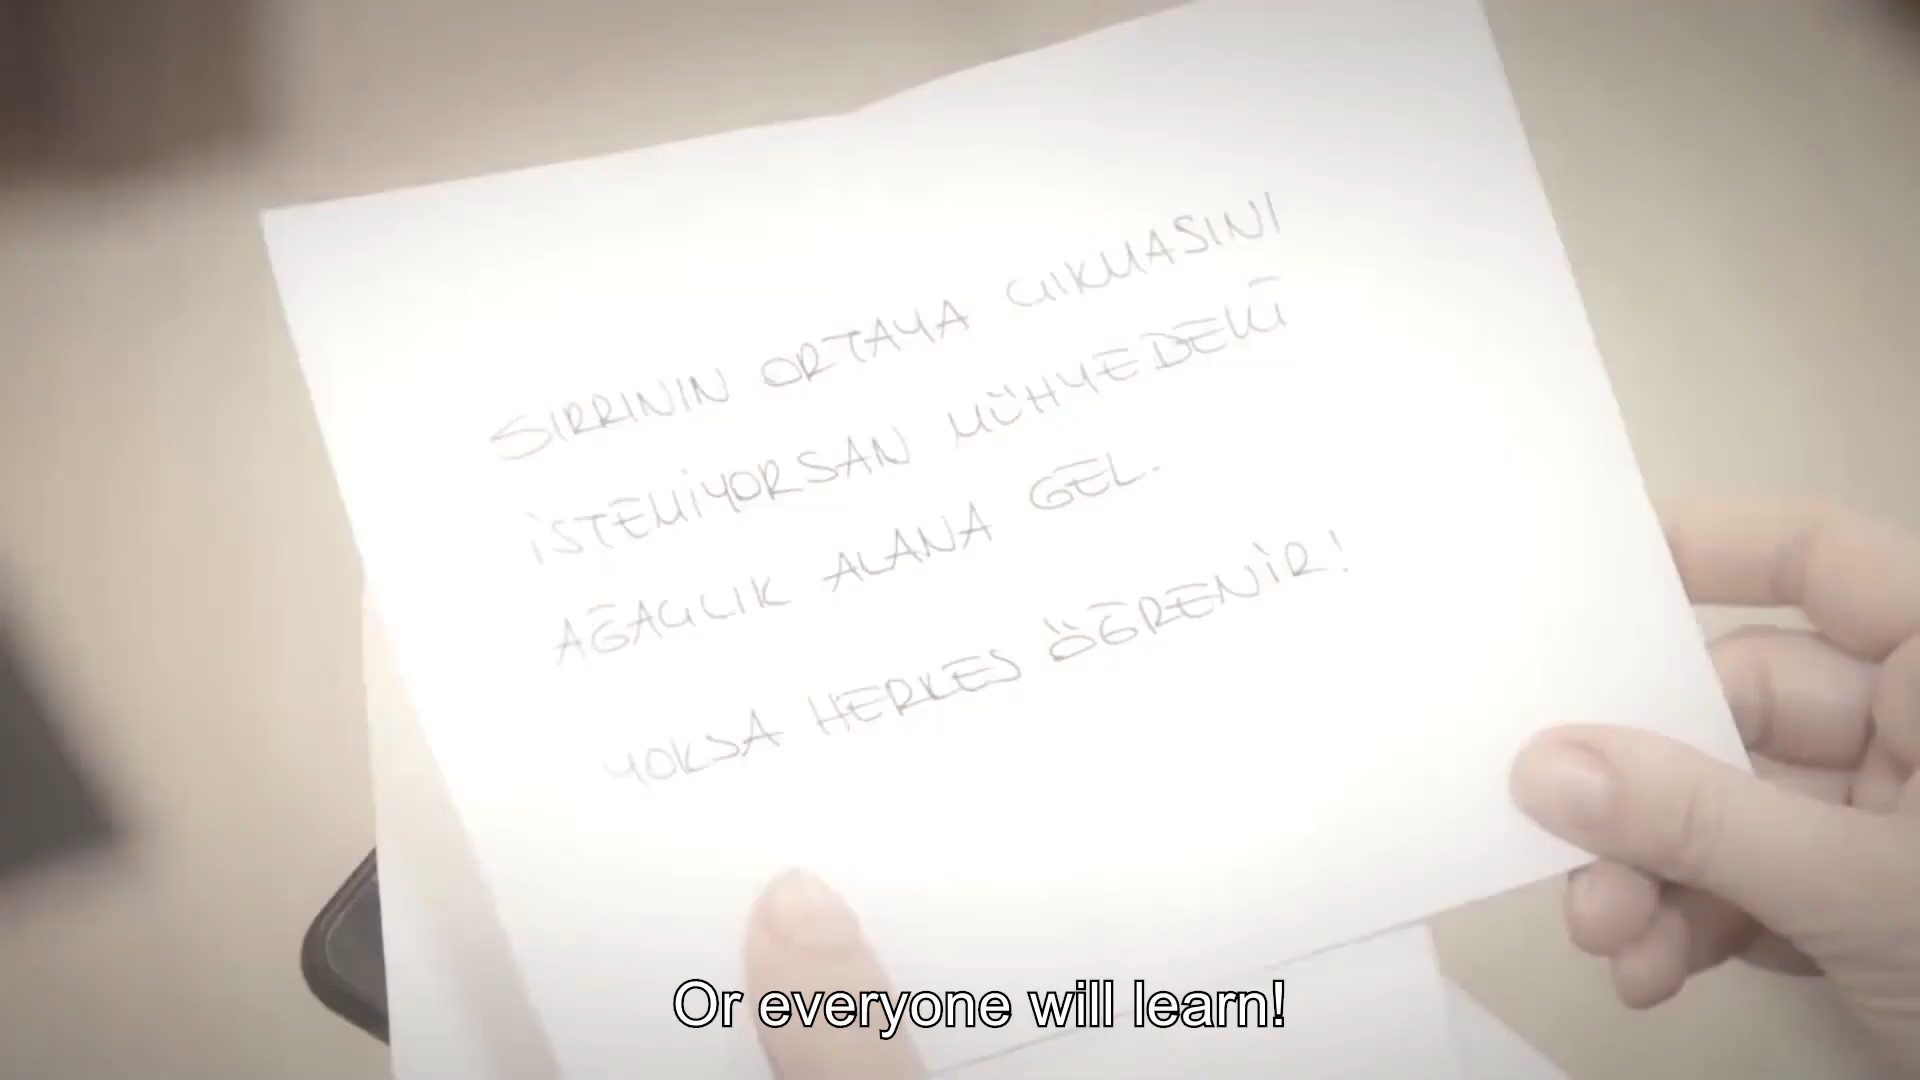 SIRRININ ORTAYA ÇIKMASINI
İSTEMİYORSAN MÜHYEDEKİ
AĞAÇLIK ALANA GEL.
YOKSA HERKES ÖĞRENİR!
Or everyone will learn!